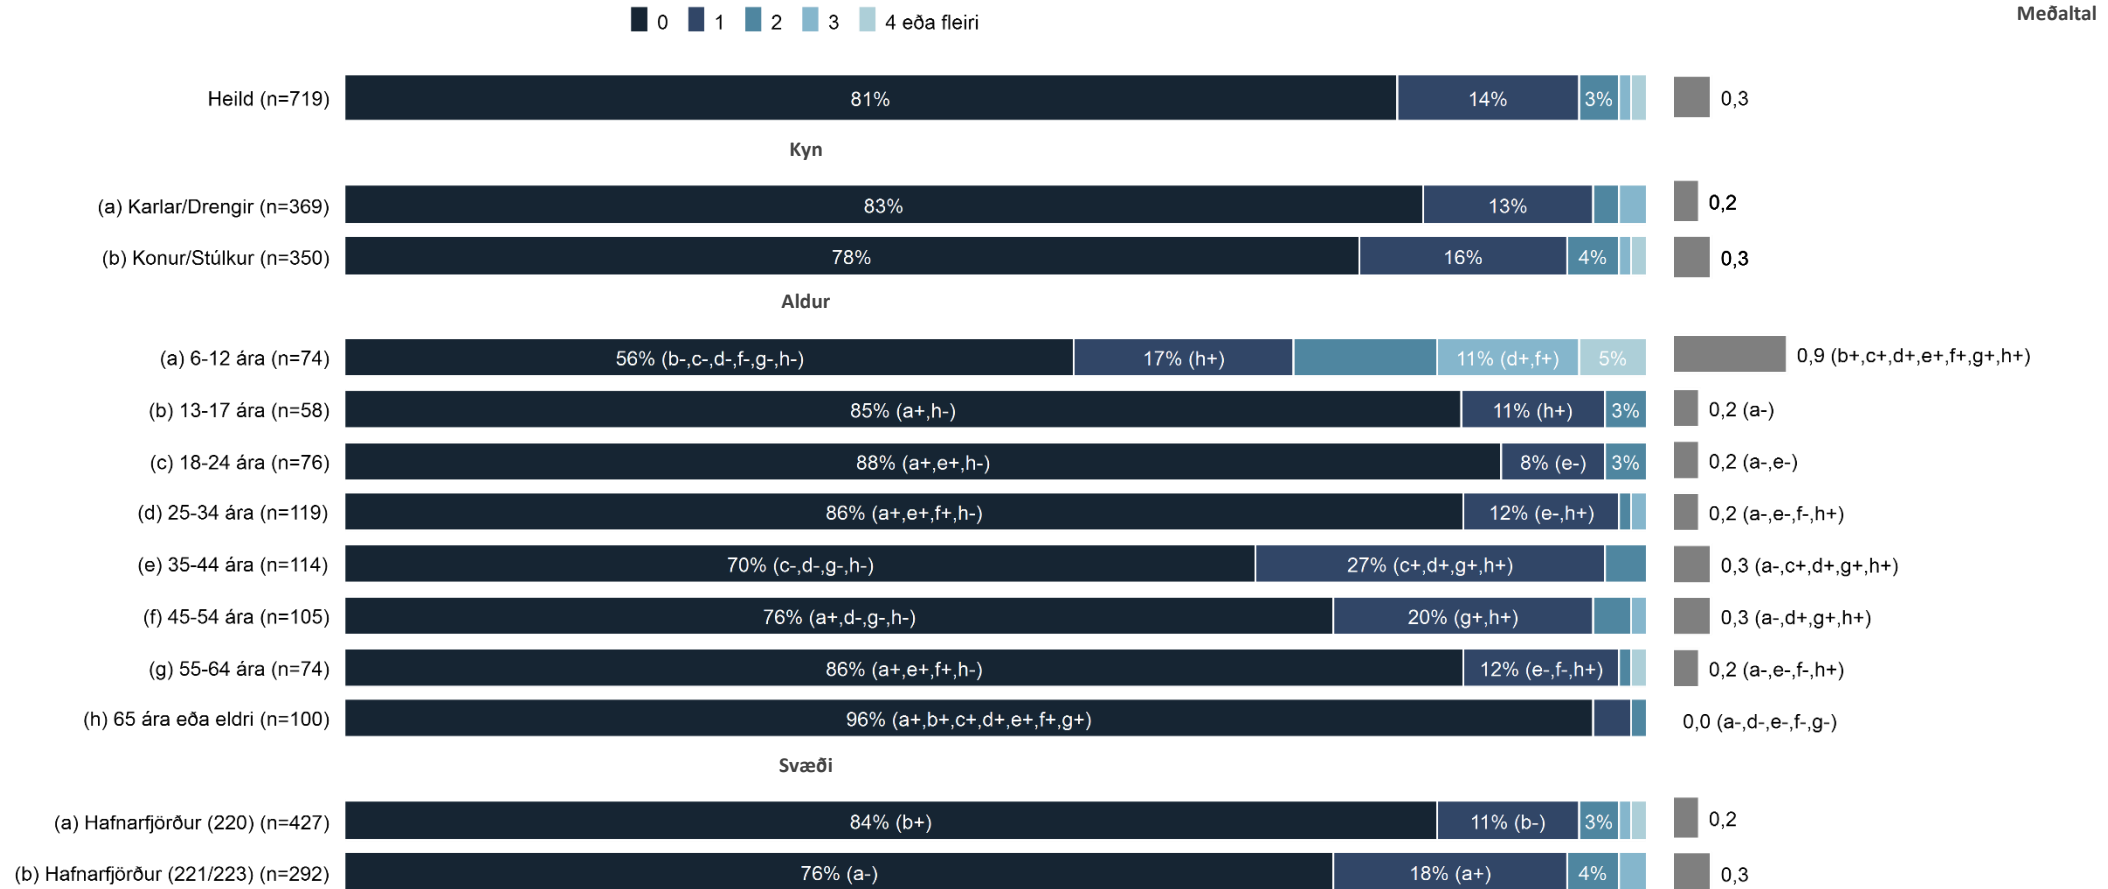 0 1 2 3 4 eða fleiri
Meðaltal
Heild (n=719) 81% 14% 3% 0,3
Kyn
(a) Karlar/Drengir (n=369) 83% 13% 0,2
(b) Konur/Stúlkur (n=350) 78% 16% 4% 0,3
Aldur
(a) 6-12 ára (n=74) 56% (b-,c-,d-,f-,g-,h-) 17% (h+) 11% (d+,f+) 5% 0,9 (b+,c+,d+,e+,f+,g+,h+)
(b) 13-17 ára (n=58) 85% (a+,h-) 11% (h+) 3% 0,2 (a-)
(c) 18-24 ára (n=76) 88% (a+,e+,h-) 8% (e-) 3% 0,2 (a-,e-)
(d) 25-34 ára (n=119) 86% (a+,e+,f+,h-) 12% (e-,h+) 0,2 (a-,e-,f-,h+)
(e) 35-44 ára (n=114) 70% (c-,d-,g-,h-) 27% (c+,d+,g+,h+) 0,3 (a-,c+,d+,g+,h+)
(f) 45-54 ára (n=105) 76% (a+,d-,g-,h-) 20% (g+,h+) 0,3 (a-,d+,g+,h+)
(g) 55-64 ára (n=74) 86% (a+,e+,f+,h-) 12% (e-,f-,h+) 0,2 (a-,e-,f-,h+)
(h) 65 ára eða eldri (n=100) 96% (a+,b+,c+,d+,e+,f+,g+) 0,0 (a-,d-,e-,f-,g-)
Svæði
(a) Hafnarfjörður (220) (n=427) 84% (b+) 11% (b-) 3% 0,2
(b) Hafnarfjörður (221/223) (n=292) 76% (a-) 18% (a+) 4% 0,3